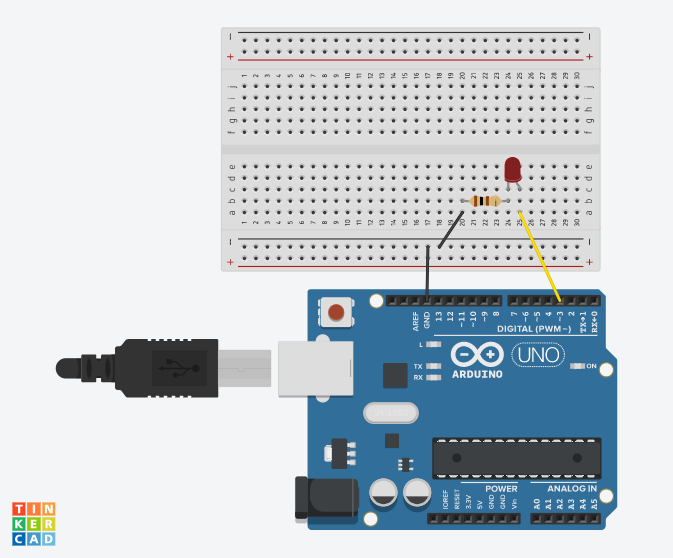 1 2 3 4 5 6 7 8 9 10 11 12 13 14 15 16 17 18 19 20 21 22 23 24 25 26 27 28 29 30
j j
i i
h h
g g
f f
e e
d d
c c
b b
a a
1 2 3 4 5 6 7 8 9 10 11 12 13 14 15 16 17 18 19 20 21 22 23 24 25 26 27 28 29 30
AREF GND 13 12 ~11 ~10 ~9 8 7 ~6 ~5 4 ~3 2 TX→1 RX←0
DIGITAL (PWM~)
L
TX
RX
ARDUINO
UNO
ON
POWER
ANALOG IN
IOREF RESET 3.3V 5V GND GND Vin A0 A1 A2 A3 A4 A5
TIN
KER
CAD